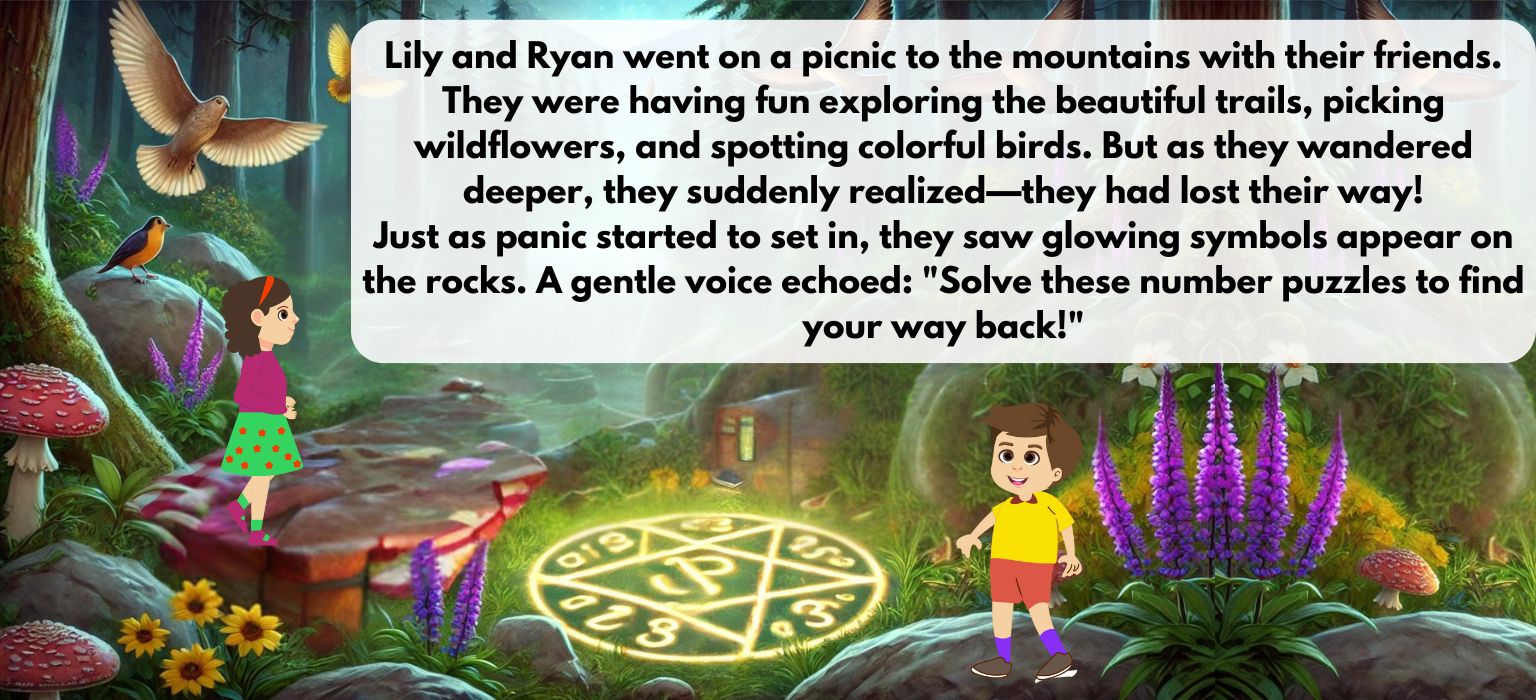 Lily and Ryan went on a picnic to the mountains with their friends.
They were having fun exploring the beautiful trails, picking
wildflowers, and spotting colorful birds. But as they wandered
deeper, they suddenly realized—they had lost their way!
Just as panic started to set in, they saw glowing symbols appear on
the rocks. A gentle voice echoed: "Solve these number puzzles to find
your way back!"